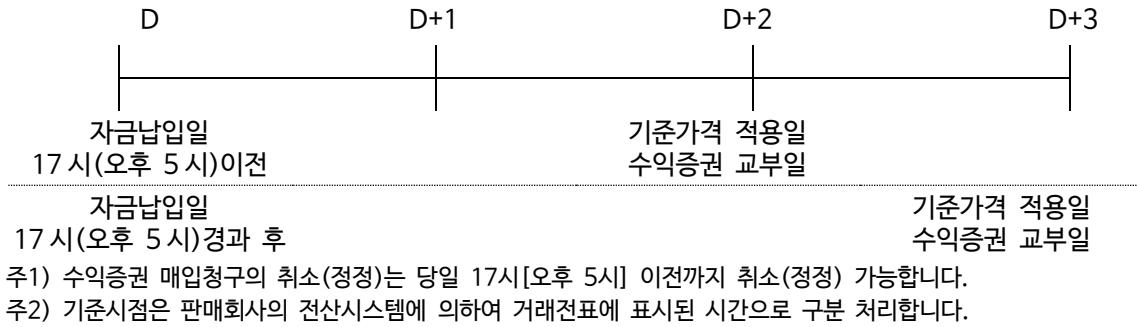 D D+1 D+2 D+3
자금납입일 기준가격 적용일
17시(오후 5시)이전 수익증권 교부일
자금납입일 기준가격 적용일
17시(오후 5시)경과 후 수익증권 교부일
주1) 수익증권 매입청구의 취소(정정)는 당일 17시[오후 5시] 이전까지 취소(정정) 가능합니다.
주2) 기준시점은 판매회사의 전산시스템에 의하여 거래전표에 표시된 시간으로 구분 처리합니다.